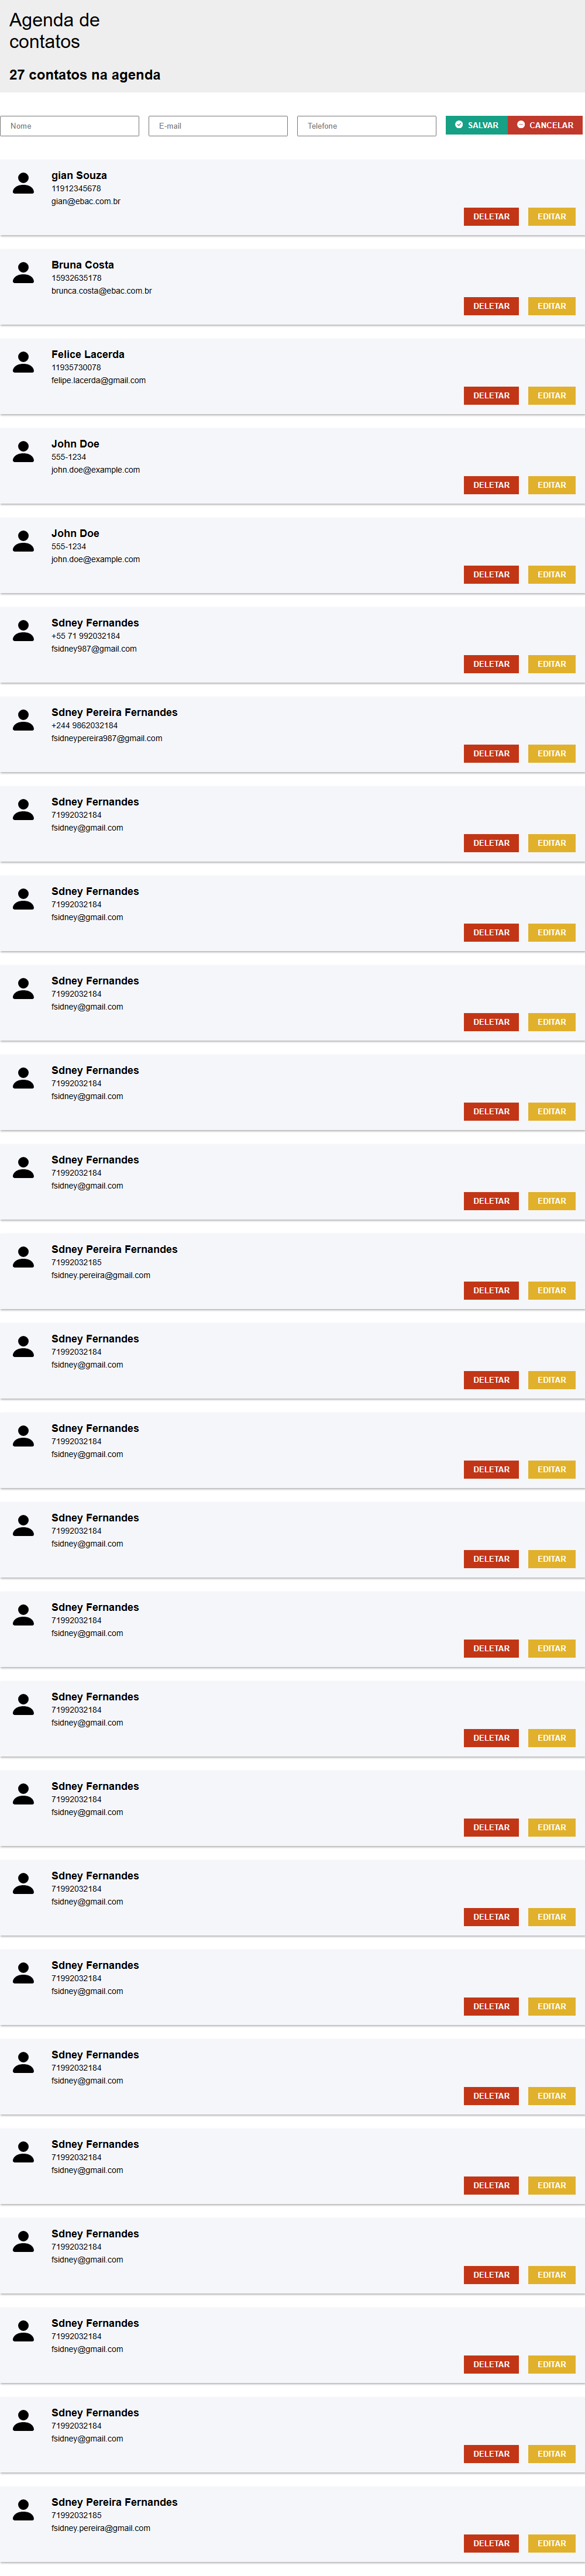 Agenda de
contatos
27 contatos na agenda
Nome E-mail Telefone SALVAR CANCELAR
gian Souza
11912345678
gian@ebac.com.br
DELETAR EDITAR
Bruna Costa
15932635178
brunca.costa@ebac.com.br
DELETAR EDITAR
Felice Lacerda
11935730078
felipe.lacerda@gmail.com
DELETAR EDITAR
John Doe
555-1234
john.doe@example.com
DELETAR EDITAR
John Doe
555-1234
john.doe@example.com
DELETAR EDITAR
Sdney Fernandes
+55 71 992032184
fsidney987@gmail.com
DELETAR EDITAR
Sdney Pereira Fernandes
+244 9862032184
fsidneypereira987@gmail.com
DELETAR EDITAR
Sdney Fernandes
71992032184
fsidney@gmail.com
DELETAR EDITAR
Sdney Fernandes
71992032184
fsidney@gmail.com
DELETAR EDITAR
Sdney Fernandes
71992032184
fsidney@gmail.com
DELETAR EDITAR
Sdney Fernandes
71992032184
fsidney@gmail.com
DELETAR EDITAR
Sdney Fernandes
71992032184
fsidney@gmail.com
DELETAR EDITAR
Sdney Pereira Fernandes
71992032185
fsidney.pereira@gmail.com
DELETAR EDITAR
Sdney Fernandes
71992032184
fsidney@gmail.com
DELETAR EDITAR
Sdney Fernandes
71992032184
fsidney@gmail.com
DELETAR EDITAR
Sdney Fernandes
71992032184
fsidney@gmail.com
DELETAR EDITAR
Sdney Fernandes
71992032184
fsidney@gmail.com
DELETAR EDITAR
Sdney Fernandes
71992032184
fsidney@gmail.com
DELETAR EDITAR
Sdney Fernandes
71992032184
fsidney@gmail.com
DELETAR EDITAR
Sdney Fernandes
71992032184
fsidney@gmail.com
DELETAR EDITAR
Sdney Fernandes
71992032184
fsidney@gmail.com
DELETAR EDITAR
Sdney Fernandes
71992032184
fsidney@gmail.com
DELETAR EDITAR
Sdney Fernandes
71992032184
fsidney@gmail.com
DELETAR EDITAR
Sdney Fernandes
71992032184
fsidney@gmail.com
DELETAR EDITAR
Sdney Fernandes
71992032184
fsidney@gmail.com
DELETAR EDITAR
Sdney Fernandes
71992032184
fsidney@gmail.com
DELETAR EDITAR
Sdney Pereira Fernandes
71992032185
fsidney.pereira@gmail.com
DELETAR EDITAR